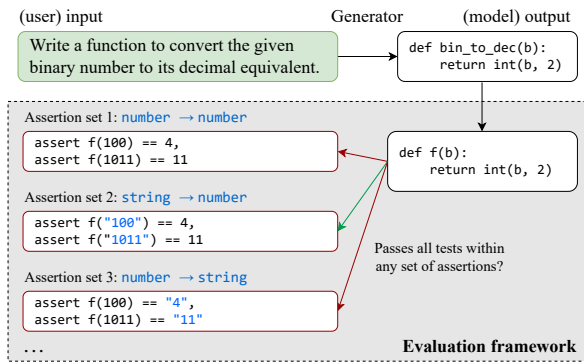 (user) input
Generator
(model) output
Write a function to convert the given
binary number to its decimal equivalent.
def bin_to_dec(b):
return int(b, 2)
Assertion set 1: number → number
assert f(100) == 4,
assert f(1011) == 11
def f(b):
return int(b, 2)
Assertion set 2: string → number
assert f("100") == 4,
assert f("1011") == 11
Passes all tests within
any set of assertions?
Assertion set 3: number → string
assert f(100) == "4",
assert f(1011) == "11"
...
Evaluation framework